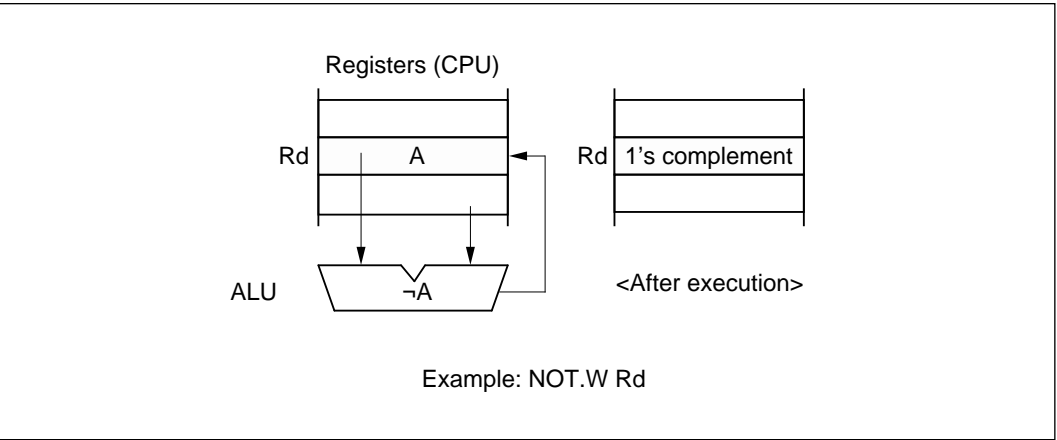 Registers (CPU)
Rd A Rd 1's complement
ALU ¬A <After execution>
Example: NOT.W Rd